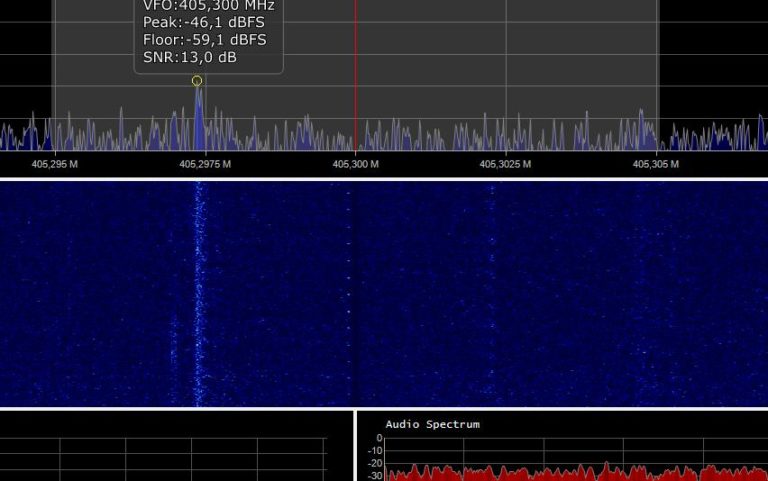 VFO:405,300 MHz
Peak:-46,1 dBFS
Floor:-59,1 dBFS
SNR:13,0 dB
405,295 M
405,2975 M
405,300 M
405,3025 M
405,305 M
Audio Spectrum
0
-10
-20
-30